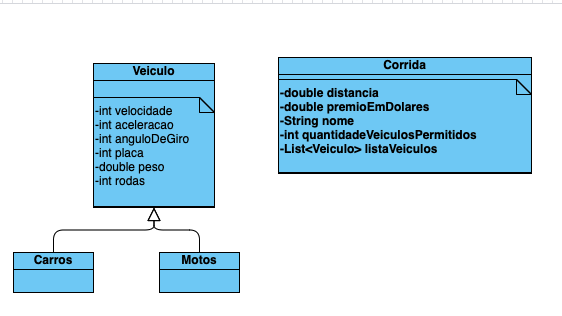 Veiculo
-int velocidade
-int aceleracao
-int anguloDeGiro
-int placa
-double peso
-int rodas
Corrida
-double distancia
-double premioEmDolares
-String nome
-int quantidadeVeiculosPermitidos
-List<Veiculo> listaVeiculos
Carros
Motos